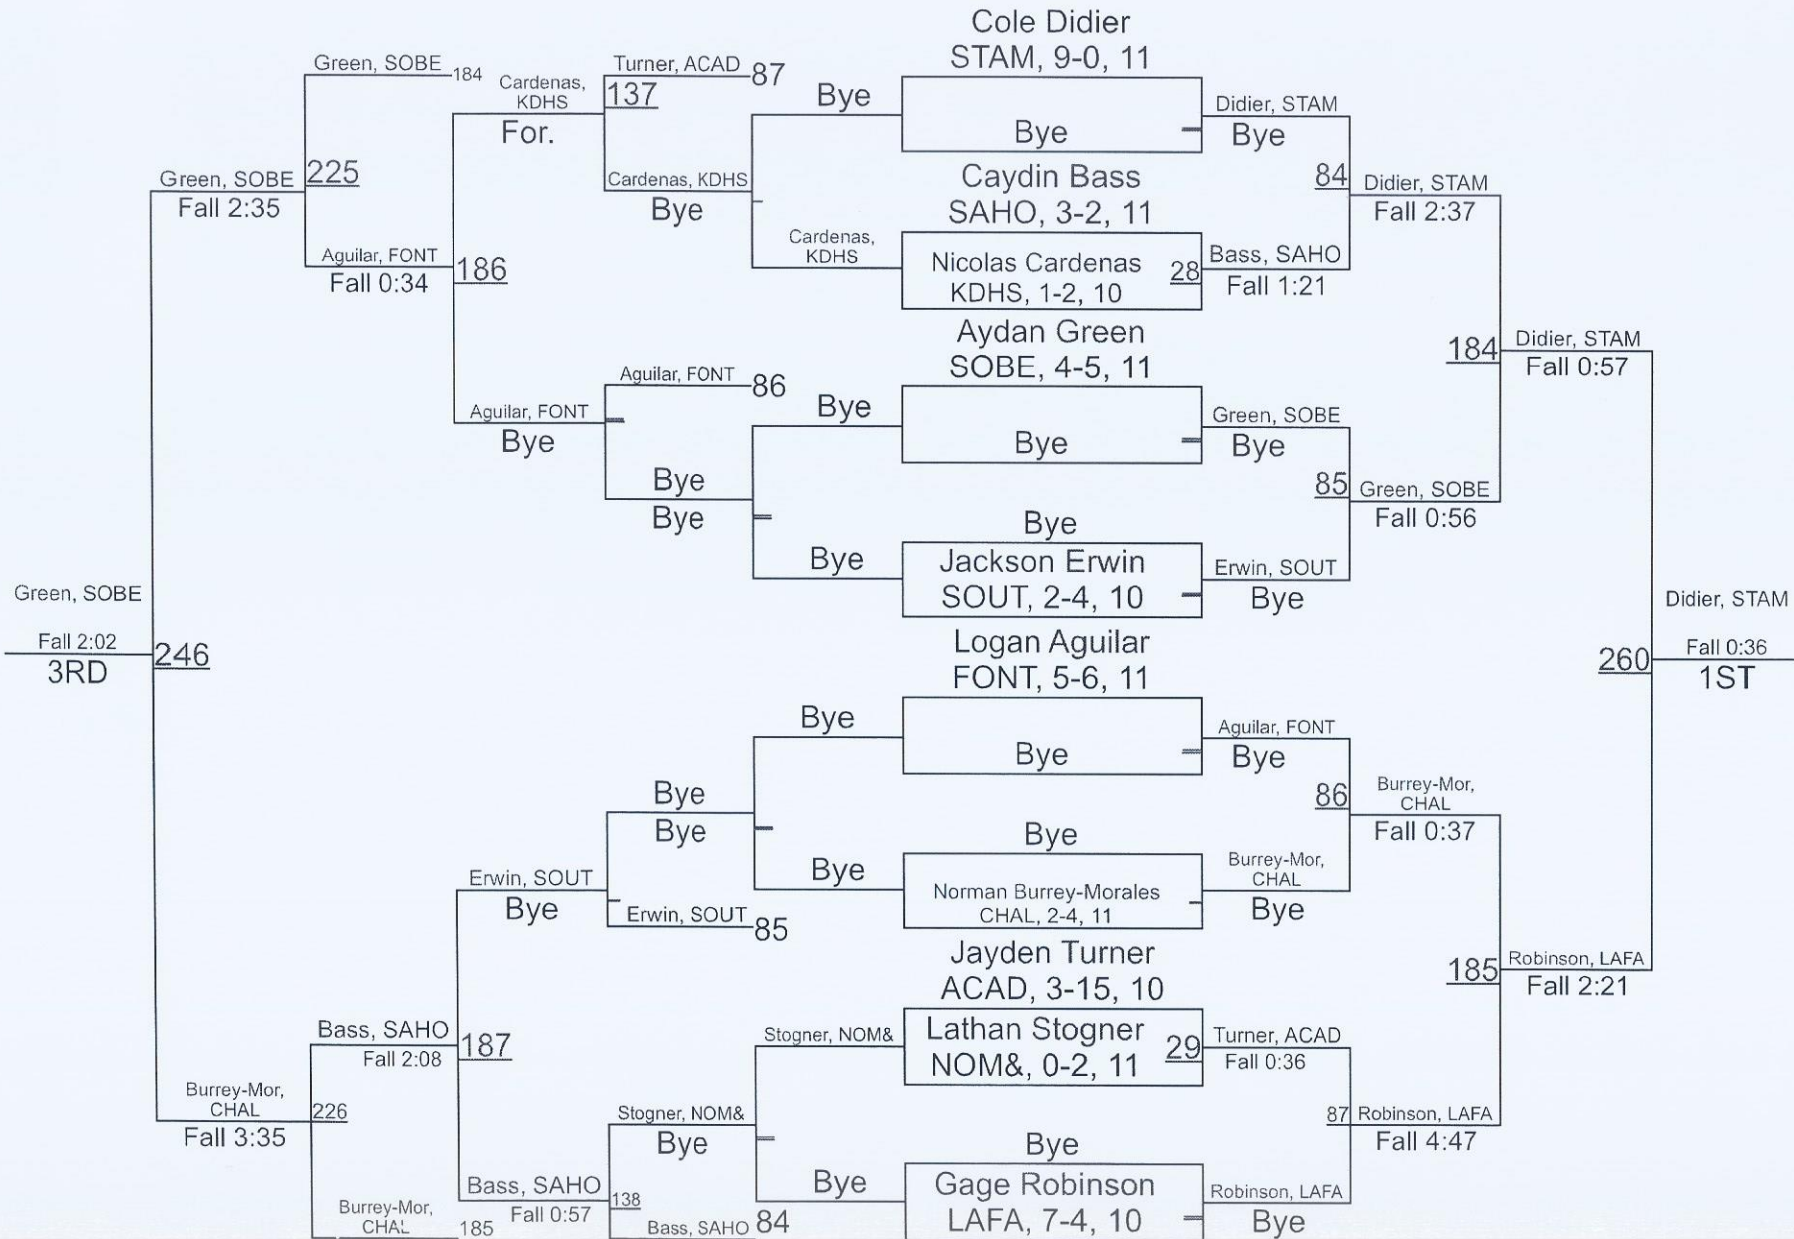 Cole Didier
STAM, 9-0, 11
Bye
Bye
Didier, STAM
Bye
Caydin Bass
SAHO, 3-2, 11
Cardenas,
KDHS
Nicolas Cardenas
KDHS, 1-2, 10
28
Bass, SAHO
Fall 1:21
84
Didier, STAM
Fall 2:37
Aydan Green
SOBE, 4-5, 11
Bye
Bye
Green, SOBE
Bye
Bye
Bye
Jackson Erwin
SOUT, 2-4, 10
Erwin, SOUT
Bye
85
Green, SOBE
Fall 0:56
184
Didier, STAM
Fall 0:57
Logan Aguilar
FONT, 5-6, 11
Bye
Bye
Aguilar, FONT
Bye
Bye
Bye
Norman Burrey-Morales
CHAL, 2-4, 11
Burrey-Mor,
CHAL
Bye
86
Burrey-Mor,
CHAL
Fall 0:37
Jayden Turner
ACAD, 3-15, 10
Stogner, NOM&
Lathan Stogner
NOM&, 0-2, 11
29
Turner, ACAD
Fall 0:36
Bye
Bye
Gage Robinson
LAFA, 7-4, 10
Robinson, LAFA
Bye
87
Robinson, LAFA
Fall 4:47
185
Robinson, LAFA
Fall 2:21
Didier, STAM
260
Fall 0:36
1ST
Green, SOBE
184
Cardenas,
KDHS
For.
Turner, ACAD
87
137
Cardenas, KDHS
Bye
Green, SOBE
Fall 2:35
225
Aguilar, FONT
Fall 0:34
186
Aguilar, FONT
86
Aguilar, FONT
Bye
Bye
Bye
Green, SOBE
Fall 2:02
3RD
246
Bye
Bye
Erwin, SOUT
Bye
Erwin, SOUT
85
Bass, SAHO
Fall 2:08
187
Burrey-Mor,
CHAL
Fall 3:35
226
Stogner, NOM&
Bye
Bass, SAHO
Fall 0:57
138
Bass, SAHO
84
Burrey-Mor,
CHAL
185